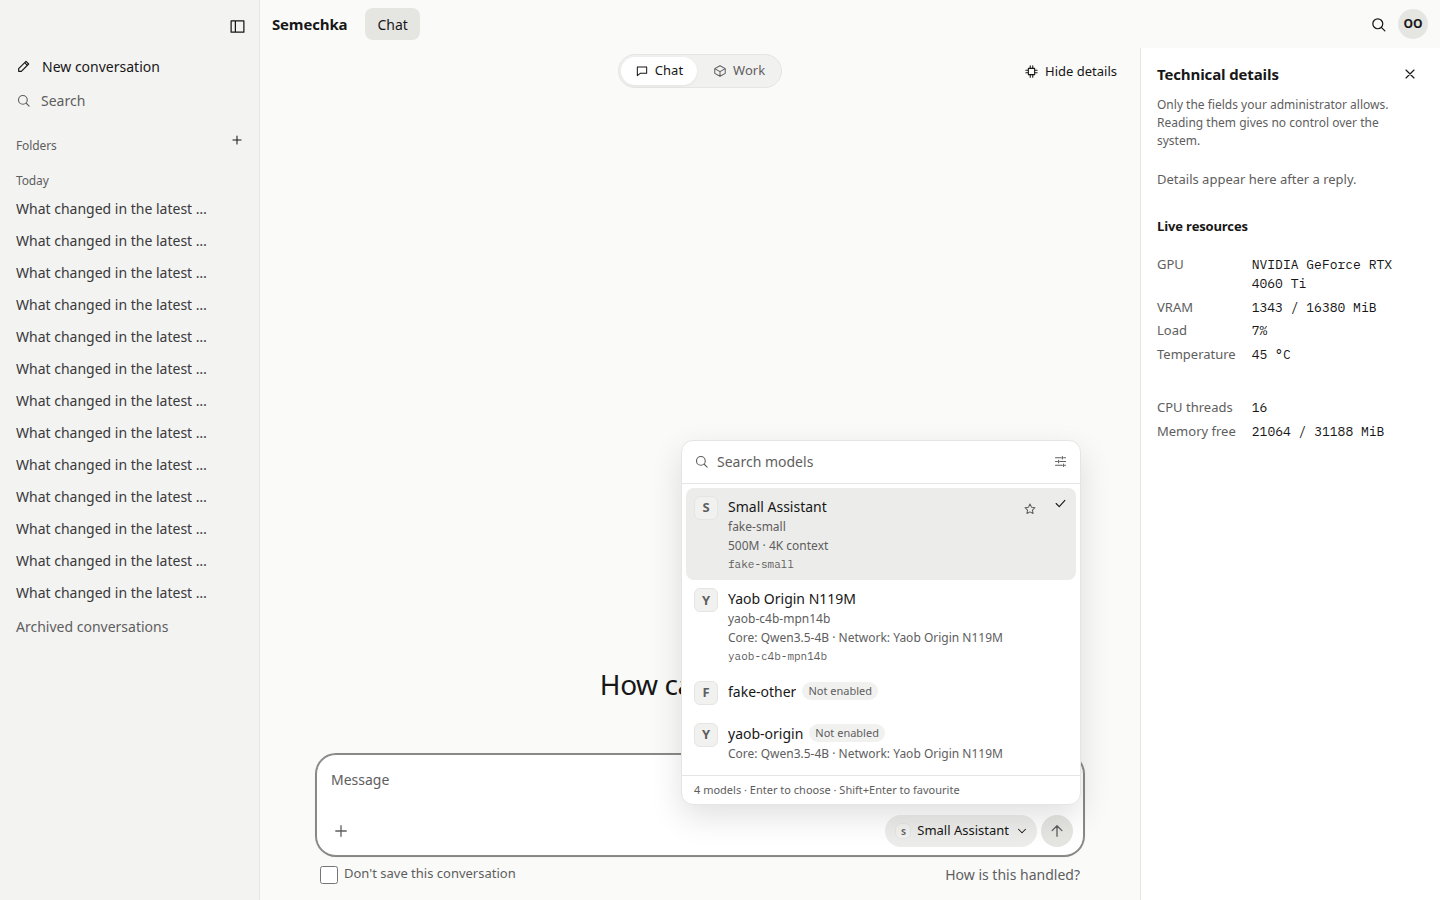 Semechka
Chat
OO
New conversation
Search
Folders
Today
What changed in the latest ...
What changed in the latest ...
What changed in the latest ...
What changed in the latest ...
What changed in the latest ...
What changed in the latest ...
What changed in the latest ...
What changed in the latest ...
What changed in the latest ...
What changed in the latest ...
What changed in the latest ...
What changed in the latest ...
What changed in the latest ...
Archived conversations
Chat
Work
Hide details
How
Search models
S
Small Assistant
fake-small
500M · 4K context
fake-small
Y
Yaob Origin N119M
yaob-c4b-mpn14b
Core: Qwen3.5-4B · Network: Yaob Origin N119M
yaob-c4b-mpn14b
F
fake-other
Not enabled
Y
yaob-origin
Not enabled
Core: Qwen3.5-4B · Network: Yaob Origin N119M
4 models · Enter to choose · Shift+Enter to favourite
Message
s
Small Assistant
Don't save this conversation
How is this handled?
Technical details
Only the fields your administrator allows.
Reading them gives no control over the
system.
Details appear here after a reply.
Live resources
GPU NVIDIA GeForce RTX
4060 Ti
VRAM 1343 / 16380 MiB
Load 7%
Temperature 45 °C
CPU threads 16
Memory free 21064 / 31188 MiB